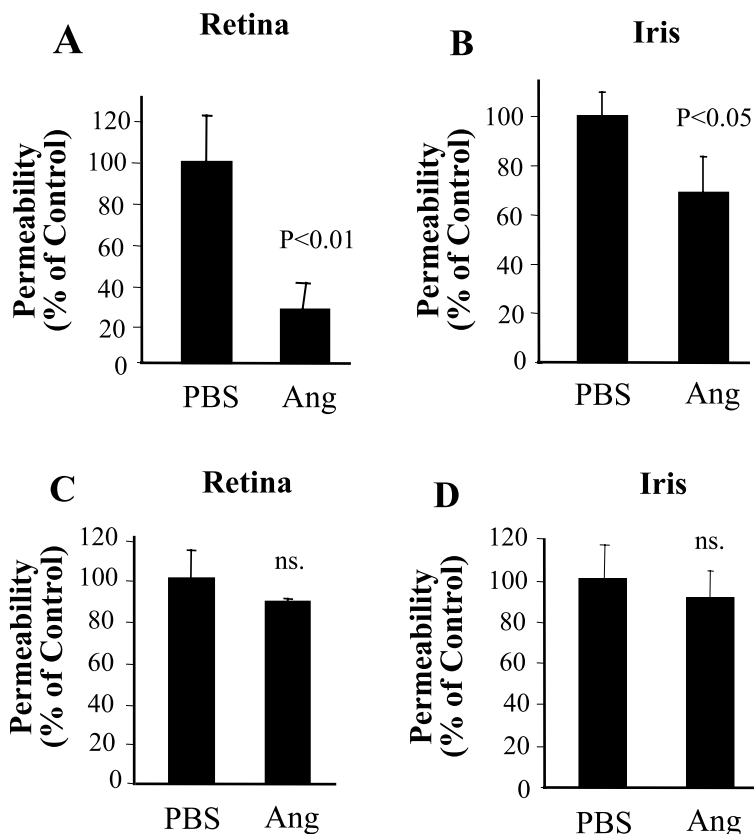 A
Retina
Permeability
(% of Control)
120
100
80
60
40
20
0
P<0.01
PBS
Ang
B
Iris
Permeability
(% of Control)
100
80
60
40
20
0
P<0.05
PBS
Ang
C
Retina
Permeability
(% of Control)
120
100
80
60
40
20
0
ns.
PBS
Ang
D
Iris
Permeability
(% of Control)
120
100
80
60
40
20
0
ns.
PBS
Ang